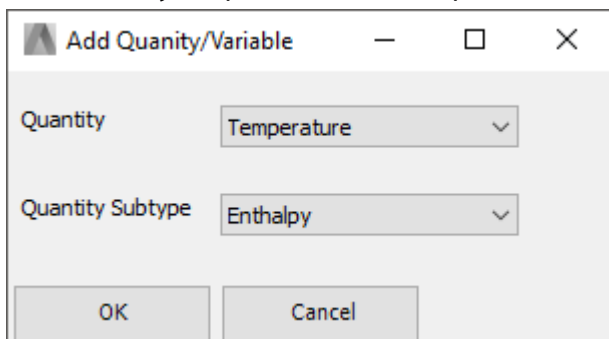 Add Quanity/Variable
Quantity
Temperature
Quantity Subtype
Enthalpy
OK
Cancel